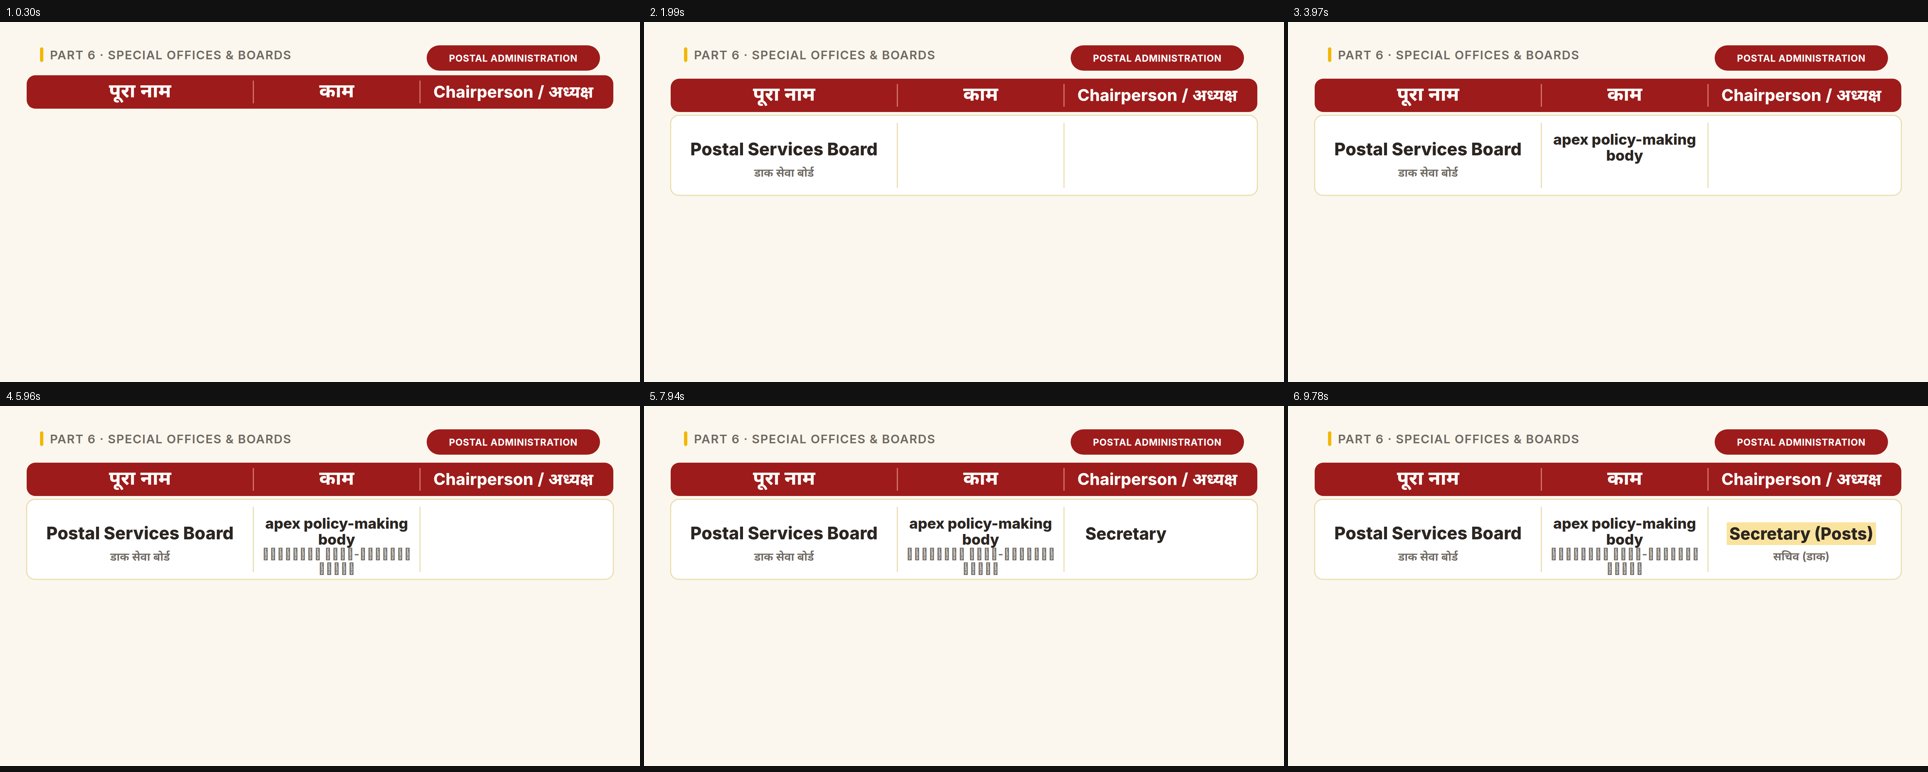 1. 0.30s
PART 6 · SPECIAL OFFICES & BOARDS
POSTAL ADMINISTRATION
पूरा नाम
काम
Chairperson / अध्यक्ष
2. 1.99s
PART 6 · SPECIAL OFFICES & BOARDS
POSTAL ADMINISTRATION
पूरा नाम
काम
Chairperson / अध्यक्ष
Postal Services Board
डाक सेवा बोर्ड
3. 3.97s
PART 6 · SPECIAL OFFICES & BOARDS
POSTAL ADMINISTRATION
पूरा नाम
काम
Chairperson / अध्यक्ष
Postal Services Board
डाक सेवा बोर्ड
apex policy-making
body
4. 5.96s
PART 6 · SPECIAL OFFICES & BOARDS
POSTAL ADMINISTRATION
पूरा नाम
काम
Chairperson / अध्यक्ष
Postal Services Board
डाक सेवा बोर्ड
apex policy-making
body
5. 7.94s
PART 6 · SPECIAL OFFICES & BOARDS
POSTAL ADMINISTRATION
पूरा नाम
काम
Chairperson / अध्यक्ष
Postal Services Board
डाक सेवा बोर्ड
apex policy-making
body
Secretary
6. 9.78s
PART 6 · SPECIAL OFFICES & BOARDS
POSTAL ADMINISTRATION
पूरा नाम
काम
Chairperson / अध्यक्ष
Postal Services Board
डाक सेवा बोर्ड
apex policy-making
body
Secretary (Posts)
सचिव (डाक)